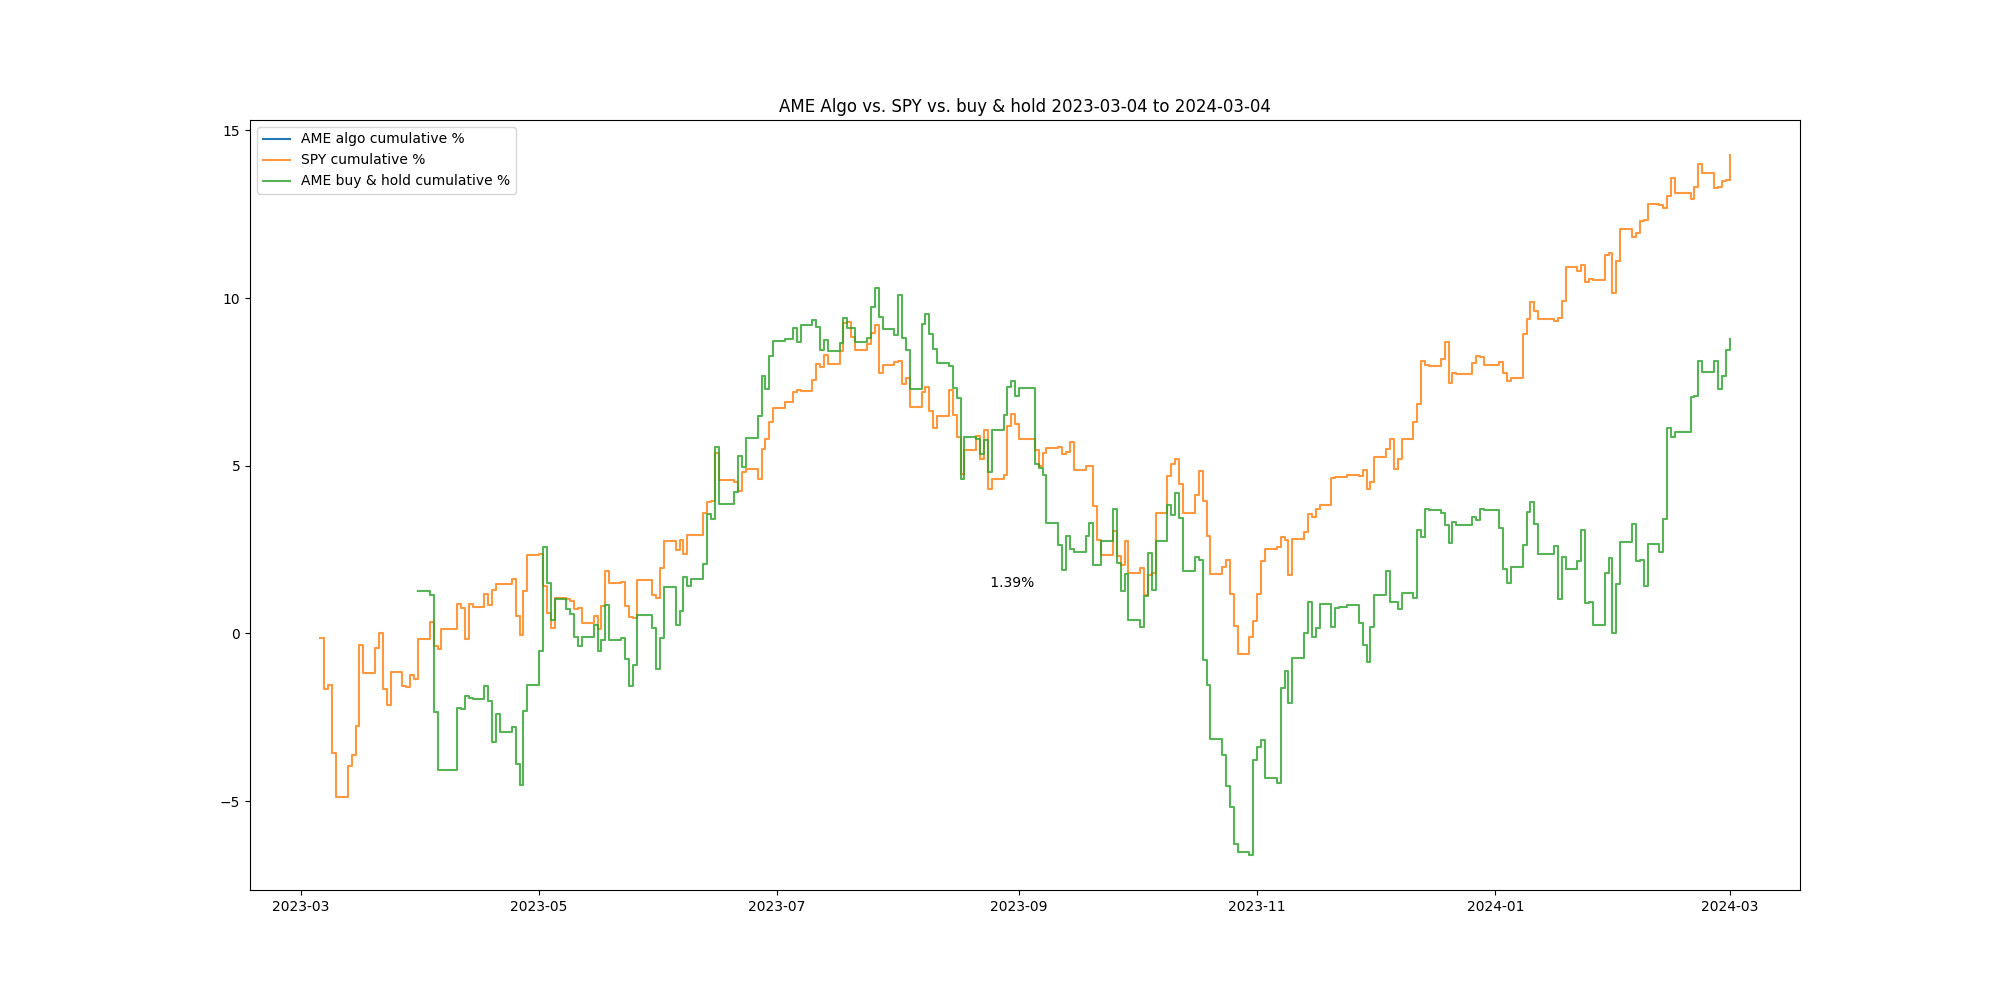 AME Algo vs. SPY vs. buy & hold 2023-03-04 to 2024-03-04
AME algo cumulative %
SPY cumulative %
AME buy & hold cumulative %
15
10
5
0
−5
1.39%
2023-03 2023-05 2023-07 2023-09 2023-11 2024-01 2024-03